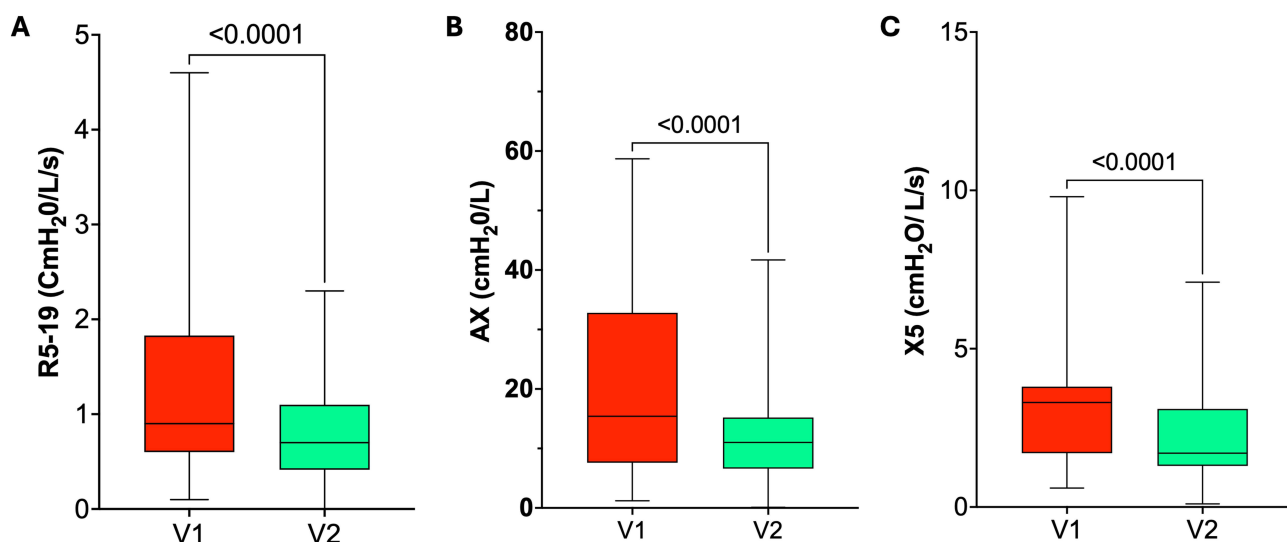 A
R5-19 (CmH₂0/L/s)
5
4
3
2
1
0
<0.0001
V1
V2
B
AX (cmH₂0/L)
80
60
40
20
0
<0.0001
V1
V2
C
X5 (cmH₂O/ L/s)
15
10
5
0
<0.0001
V1
V2